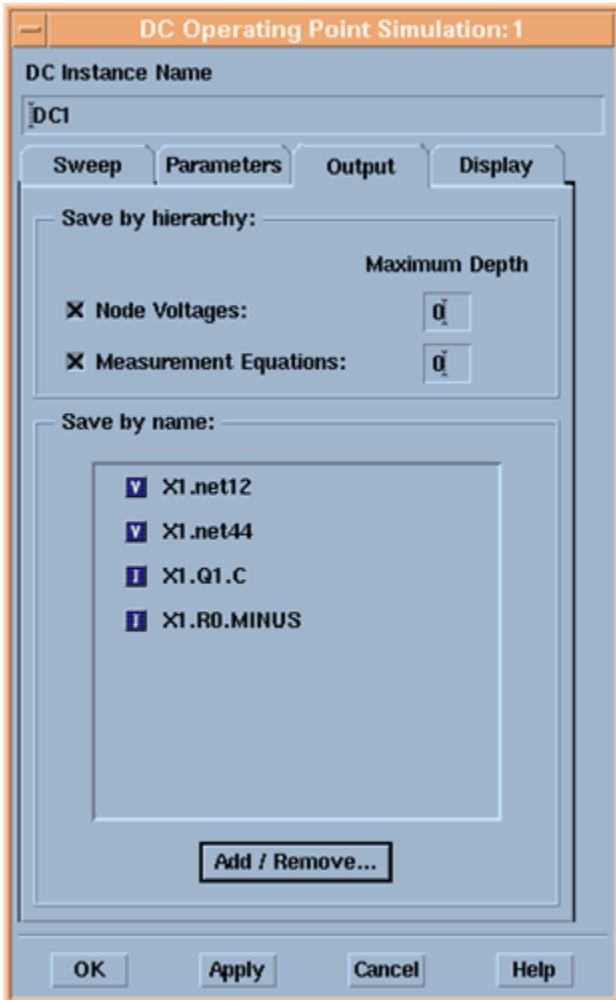 DC Operating Point Simulation:1
DC Instance Name
DC1
Sweep Parameters Output Display
Save by hierarchy:
Maximum Depth
Node Voltages: 0
Measurement Equations: 0
Save by name:
V X1.net12
V X1.net44
I X1.Q1.C
I X1.R0.MINUS
Add / Remove...
OK Apply Cancel Help